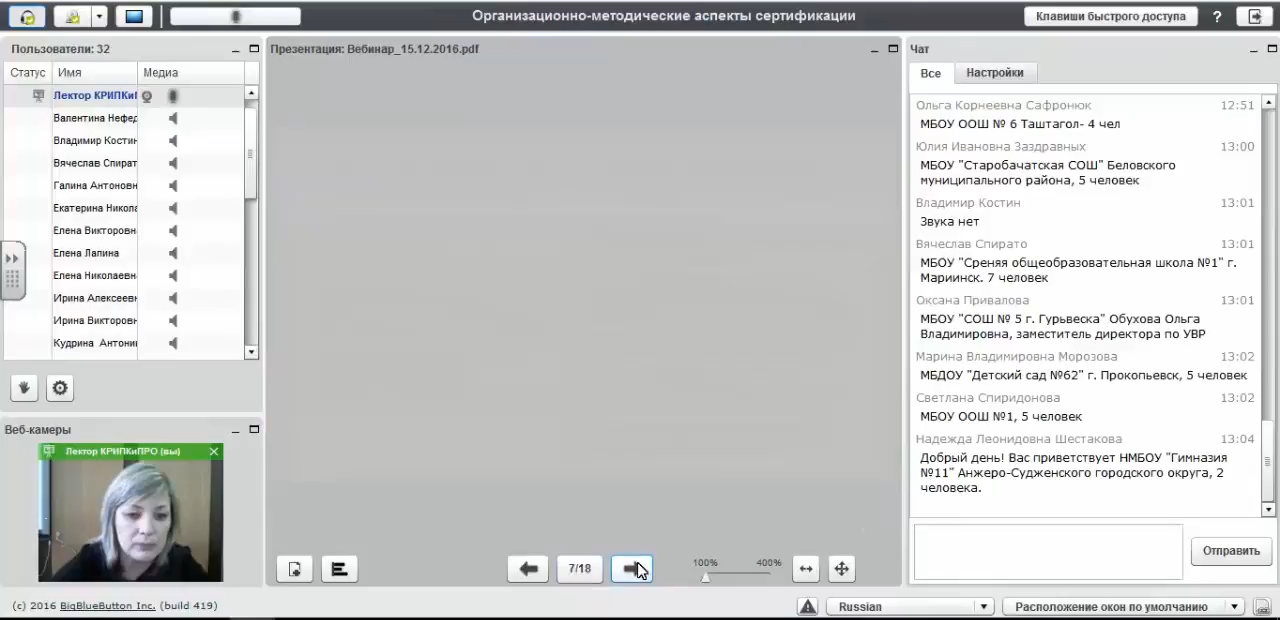 Организационно-методические аспекты сертификации
Клавиши быстрого доступа
?
Пользователи: 32
Статус Имя Медиа
Лектор КРИПКиП
Валентина Нефед
Владимир Костин
Вячеслав Спират
Галина Антоновн
Екатерина Никола
Елена Викторовн
Елена Лапина
Елена Николаевн
Ирина Алексеевн
Ирина Викторовн
Кудрина Антони
Веб-камеры
Лектор КРИПКиПРО (вы)
Презентация: Вебинар_15.12.2016.pdf
7/18
100% 400%
Чат
Все Настройки
Ольга Корнеевна Сафронюк 12:51
МБОУ ООШ № 6 Таштагол- 4 чел
Юлия Ивановна Заздравных 13:00
МБОУ "Старобачатская СОШ" Беловского
муниципального района, 5 человек
Владимир Костин 13:01
Звука нет
Вячеслав Спирато 13:01
МБОУ "Среняя общеобразовательная школа №1" г.
Мариинск. 7 человек
Оксана Привалова 13:01
МБОУ "СОШ № 5 г. Гурьвеска" Обухова Ольга
Владимировна, заместитель директора по УВР
Марина Владимировна Морозова 13:02
МБДОУ "Детский сад №62" г. Прокопьевск, 5 человек
Светлана Спиридонова 13:02
МБОУ ООШ №1, 5 человек
Надежда Леонидовна Шестакова 13:04
Добрый день! Вас приветствует НМБОУ "Гимназия
№11" Анжеро-Судженского городского округа, 2
человека.
Отправить
(c) 2016 BigBlueButton Inc. (build 419)
Russian
Расположение окон по умолчанию